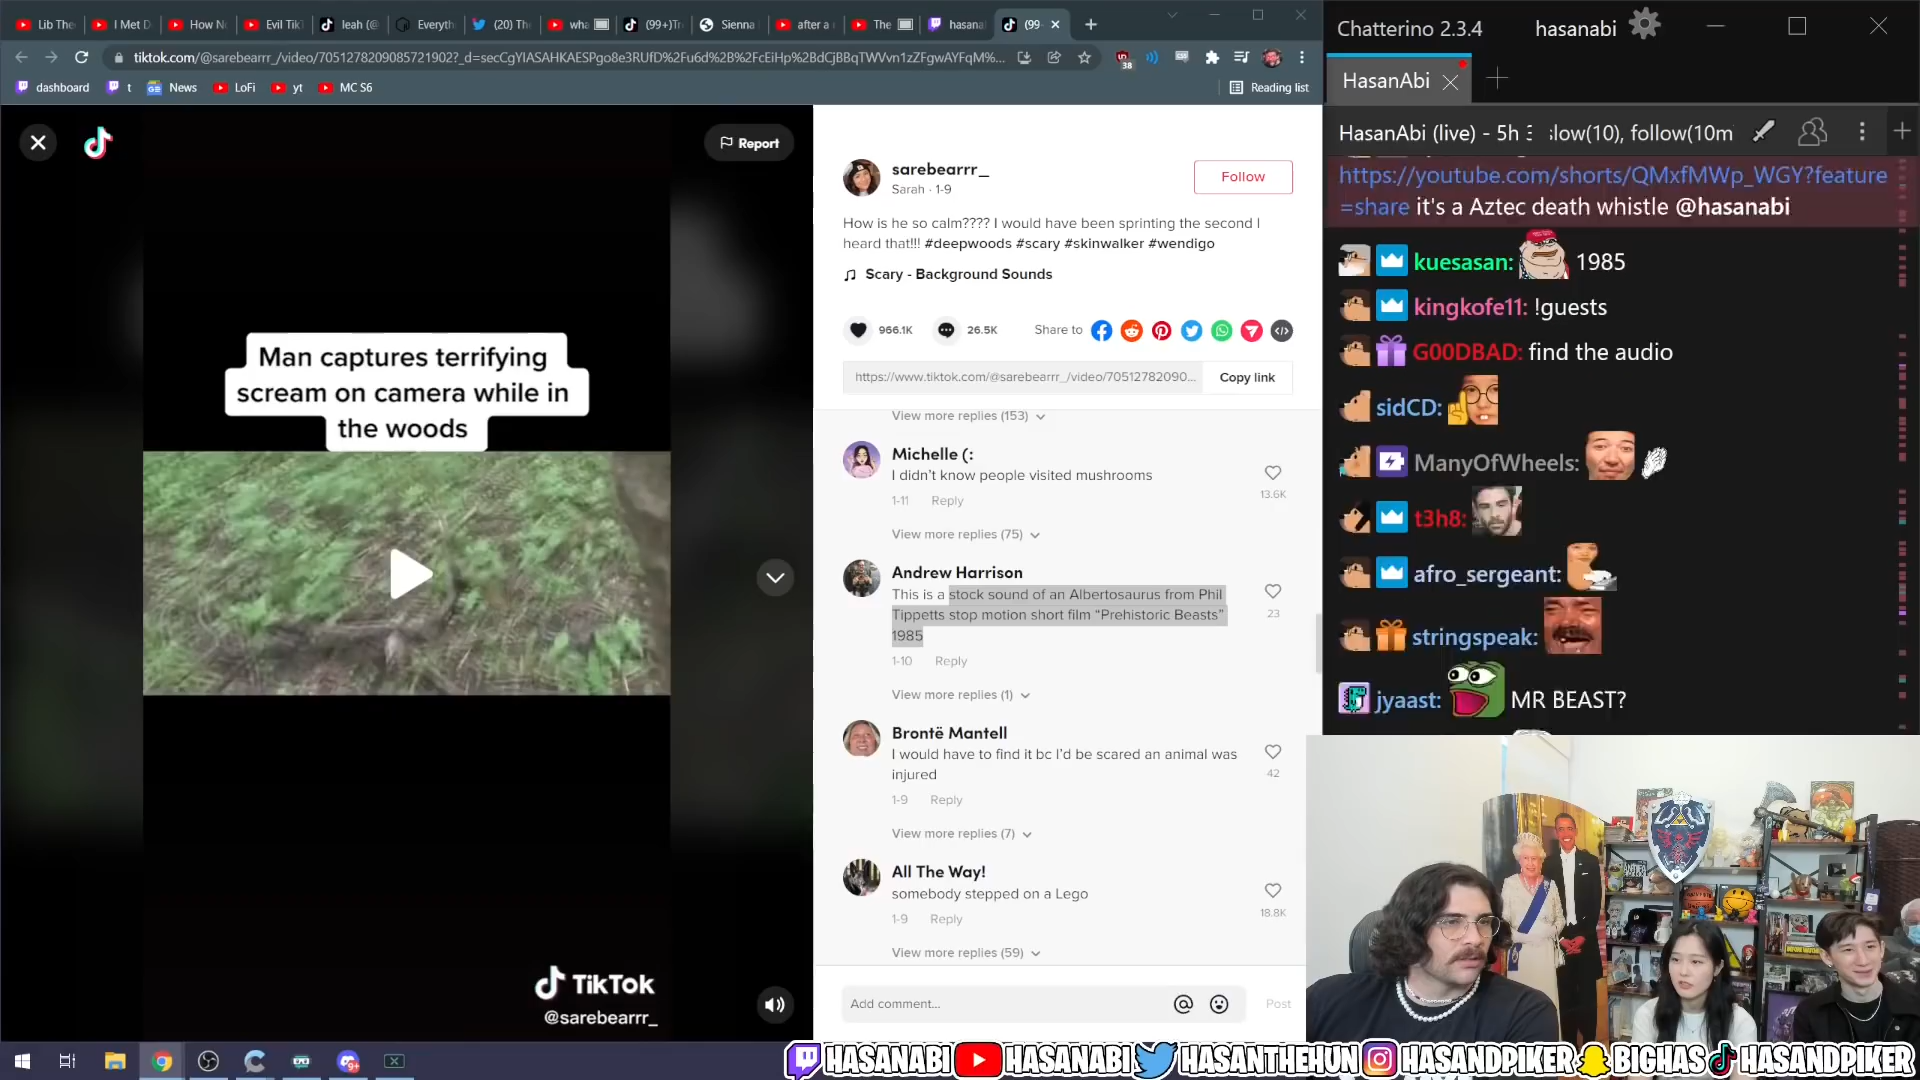 Lib The
I Met D
How Ne
Evil TikT
leah (@
Everyth
(20) The
wha
(99+)Tr
Sienna
after a
The
hasana
(99·
tiktok.com/@sarebearrr_/video/7051278209085721902?_d=secCgYIASAHKAESPgo8e3RUfD%2Fu6d%2B%2FcEiHp%2BdCjBBqTWVvn1zZFgwAYFqM%...
38
dashboard
t
News
LoFi
yt
MC S6
Reading list
Report
Man captures terrifying
scream on camera while in
the woods
TikTok
@sarebearrr_
sarebearrr_
Sarah · 1-9
Follow
How is he so calm???? I would have been sprinting the second I
heard that!!! #deepwoods #scary #skinwalker #wendigo
Scary - Background Sounds
966.1K
26.5K
Share to
https://www.tiktok.com/@sarebearrr_/video/70512782090...
Copy link
View more replies (153)
Michelle (:
I didn't know people visited mushrooms
13.6K
1-11 Reply
View more replies (75)
Andrew Harrison
This is a stock sound of an Albertosaurus from Phil
Tippetts stop motion short film “Prehistoric Beasts”
1985
23
1-10 Reply
View more replies (1)
Brontë Mantell
I would have to find it bc I'd be scared an animal was
injured
42
1-9 Reply
View more replies (7)
All The Way!
somebody stepped on a Lego
18.8K
1-9 Reply
View more replies (59)
Add comment...
Post
Chatterino 2.3.4
hasanabi
HasanAbi
HasanAbi (live) - 5h
slow(10), follow(10m
https://youtube.com/shorts/QMxfMWp_WGY?feature
=share it's a Aztec death whistle @hasanabi
kuesasan: 1985
kingkofe11: !guests
G00DBAD: find the audio
sidCD:
ManyOfWheels:
t3h8:
afro_sergeant:
stringspeak:
jyaast: MR BEAST?
HASANABI
HASANABI
HASANTHEHUN
HASANDPIKER
BIGHAS
HASANDPIKER